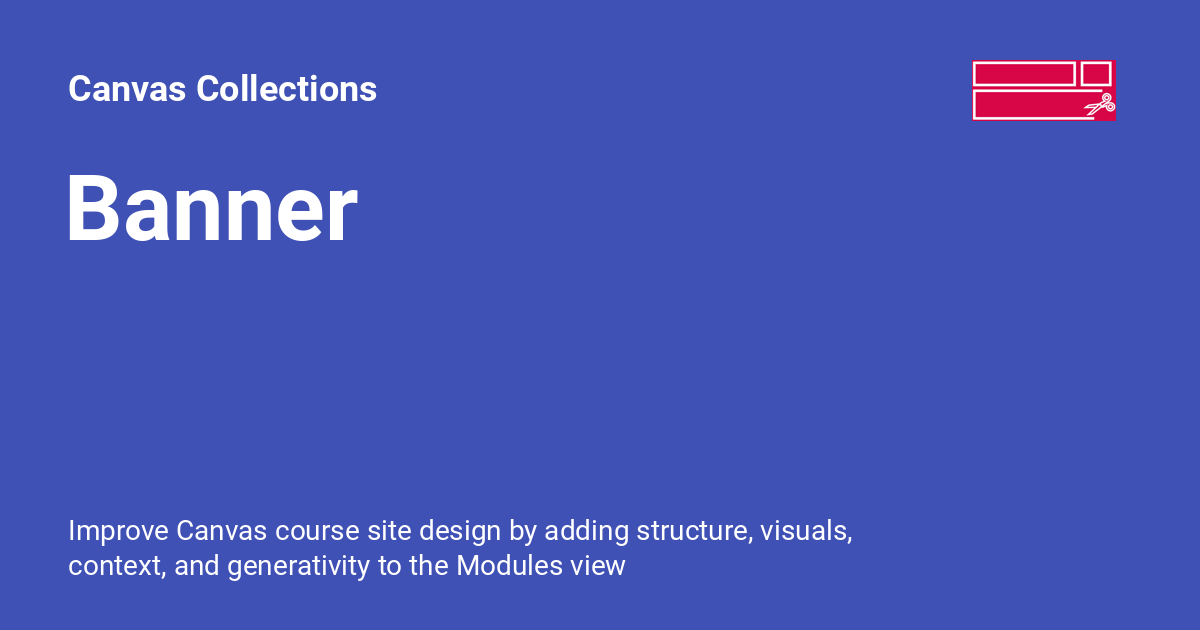 Canvas Collections
Banner
Improve Canvas course site design by adding structure, visuals,
context, and generativity to the Modules view